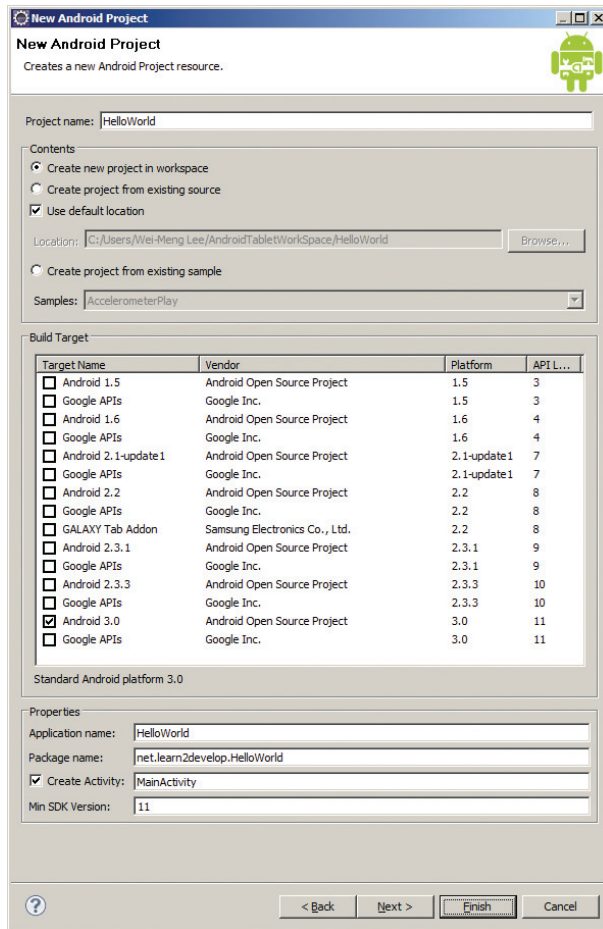 New Android Project
New Android Project
Creates a new Android Project resource.
Project name: HelloWorld
Contents
Create new project in workspace
Create project from existing source
Use default location
Location: C:/Users/Wei-Meng Lee/AndroidTabletWorkSpace/HelloWorld Browse...
Create project from existing sample
Samples: AccelerometerPlay
Build Target
Target Name Vendor Platform API L...
Android 1.5 Android Open Source Project 1.5 3
Google APIs Google Inc. 1.5 3
Android 1.6 Android Open Source Project 1.6 4
Google APIs Google Inc. 1.6 4
Android 2.1-update1 Android Open Source Project 2.1-update1 7
Google APIs Google Inc. 2.1-update1 7
Android 2.2 Android Open Source Project 2.2 8
Google APIs Google Inc. 2.2 8
GALAXY Tab Addon Samsung Electronics Co., Ltd. 2.2 8
Android 2.3.1 Android Open Source Project 2.3.1 9
Google APIs Google Inc. 2.3.1 9
Android 2.3.3 Android Open Source Project 2.3.3 10
Google APIs Google Inc. 2.3.3 10
Android 3.0 Android Open Source Project 3.0 11
Google APIs Google Inc. 3.0 11
Standard Android platform 3.0
Properties
Application name: HelloWorld
Package name: net.learn2develop.HelloWorld
Create Activity: MainActivity
Min SDK Version: 11
? < Back Next > Finish Cancel